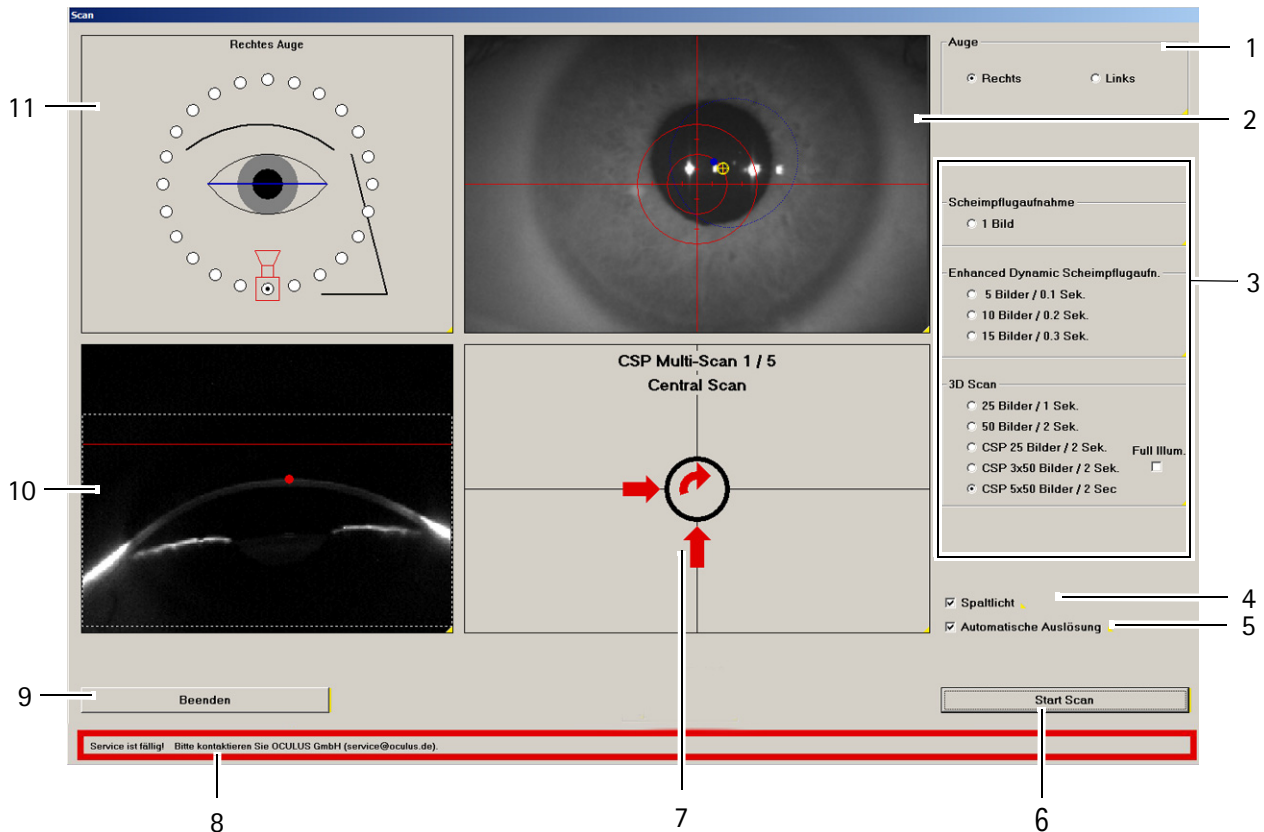 Scan
Rechtes Auge
Auge
Rechts
Links
1
2
11
Scheimpflugaufnahme
1 Bild
Enhanced Dynamic Scheimpflugaufn.
5 Bilder / 0.1 Sek.
10 Bilder / 0.2 Sek.
15 Bilder / 0.3 Sek.
3
CSP Multi-Scan 1 / 5
Central Scan
3D Scan
25 Bilder / 1 Sek.
50 Bilder / 2 Sek.
CSP 25 Bilder / 2 Sek.
Full Illum.
CSP 3x50 Bilder / 2 Sek.
CSP 5x50 Bilder / 2 Sec
10
Spaltlicht
4
Automatische Auslösung
5
9
Beenden
Start Scan
Service ist fällig! Bitte kontaktieren Sie OCULUS GmbH (service@oculus.de).
8
7
6